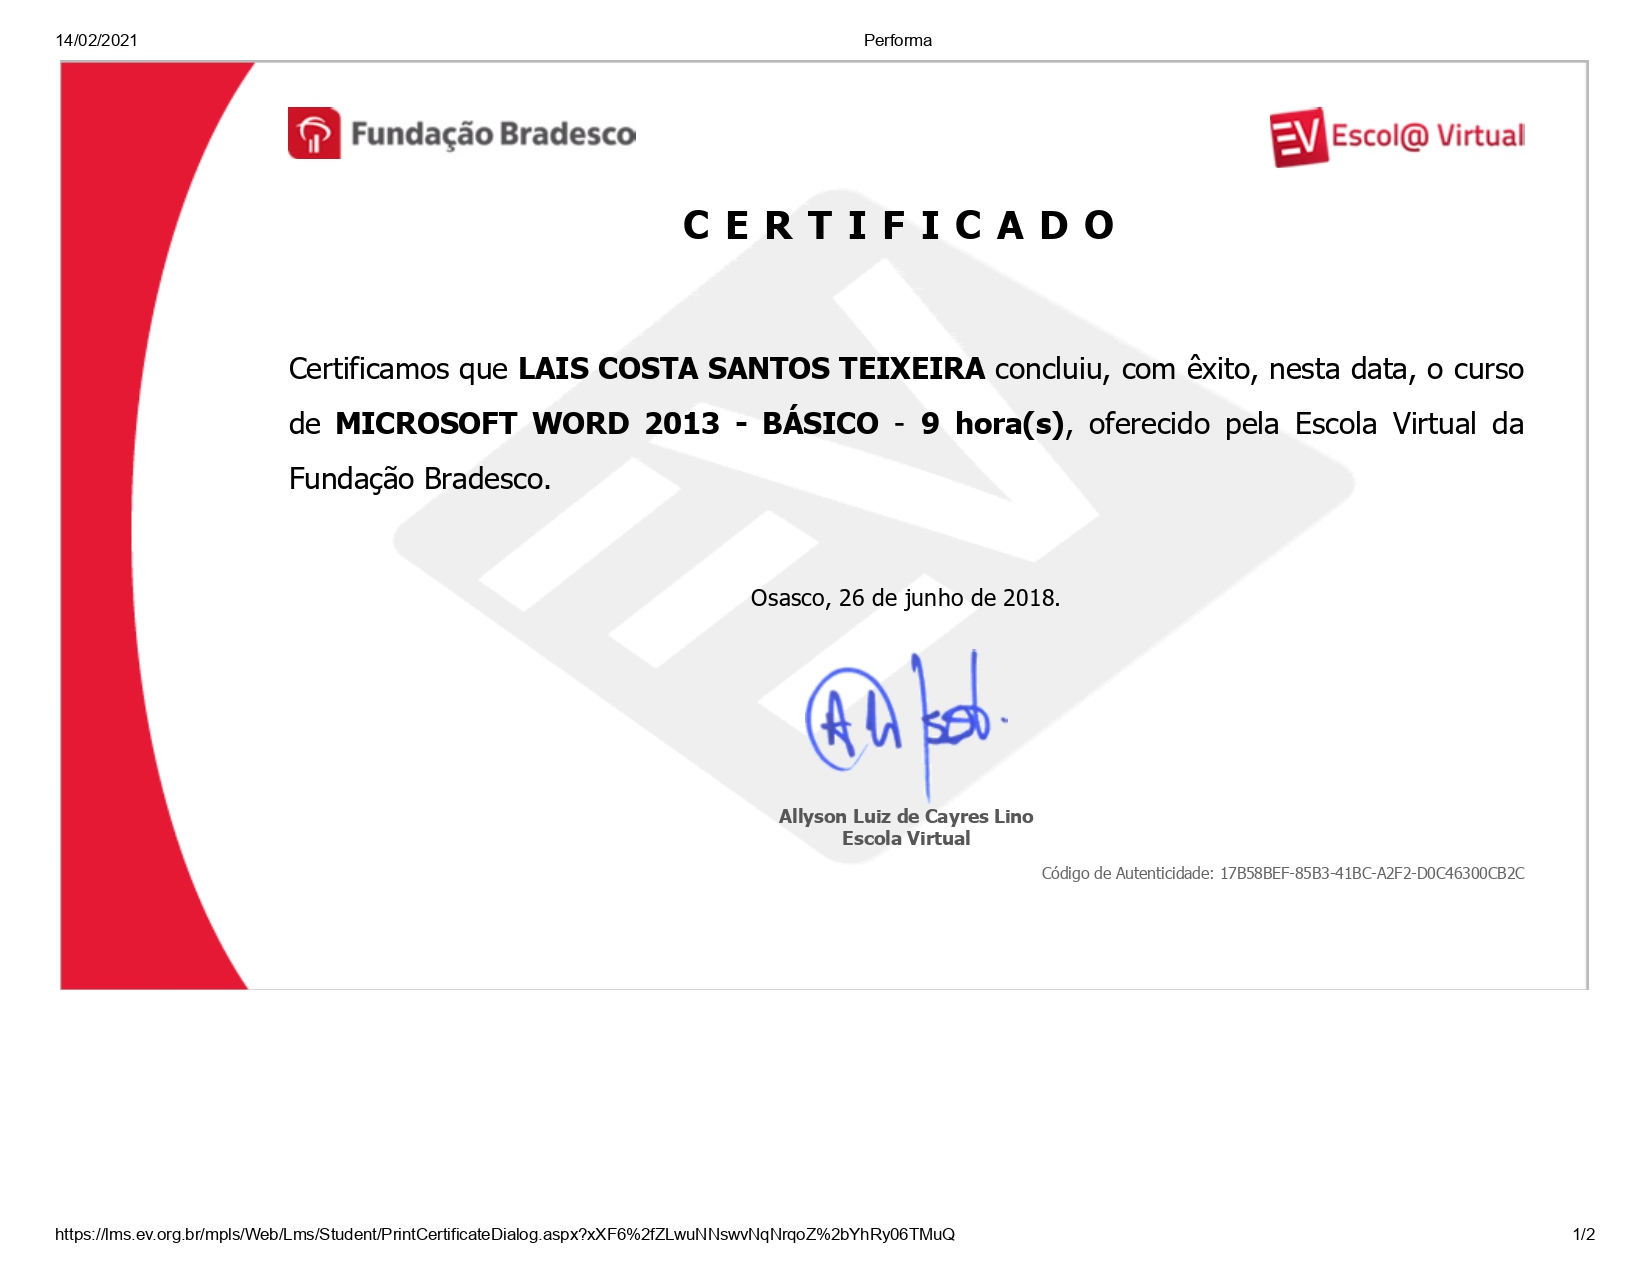 14/02/2021 Performa
Fundação Bradesco
EV Escol@ Virtual
CERTIFICADO
Certificamos que LAIS COSTA SANTOS TEIXEIRA concluiu, com êxito, nesta data, o curso
de MICROSOFT WORD 2013 - BÁSICO - 9 hora(s), oferecido pela Escola Virtual da
Fundação Bradesco.
Osasco, 26 de junho de 2018.
Allyson Luiz de Cayres Lino
Escola Virtual
Código de Autenticidade: 17B58BEF-85B3-41BC-A2F2-D0C46300CB2C
https://lms.ev.org.br/mpls/Web/Lms/Student/PrintCertificateDialog.aspx?xXF6%2fZLwuNNswvNqNrqoZ%2bYhRy06TMuQ 1/2